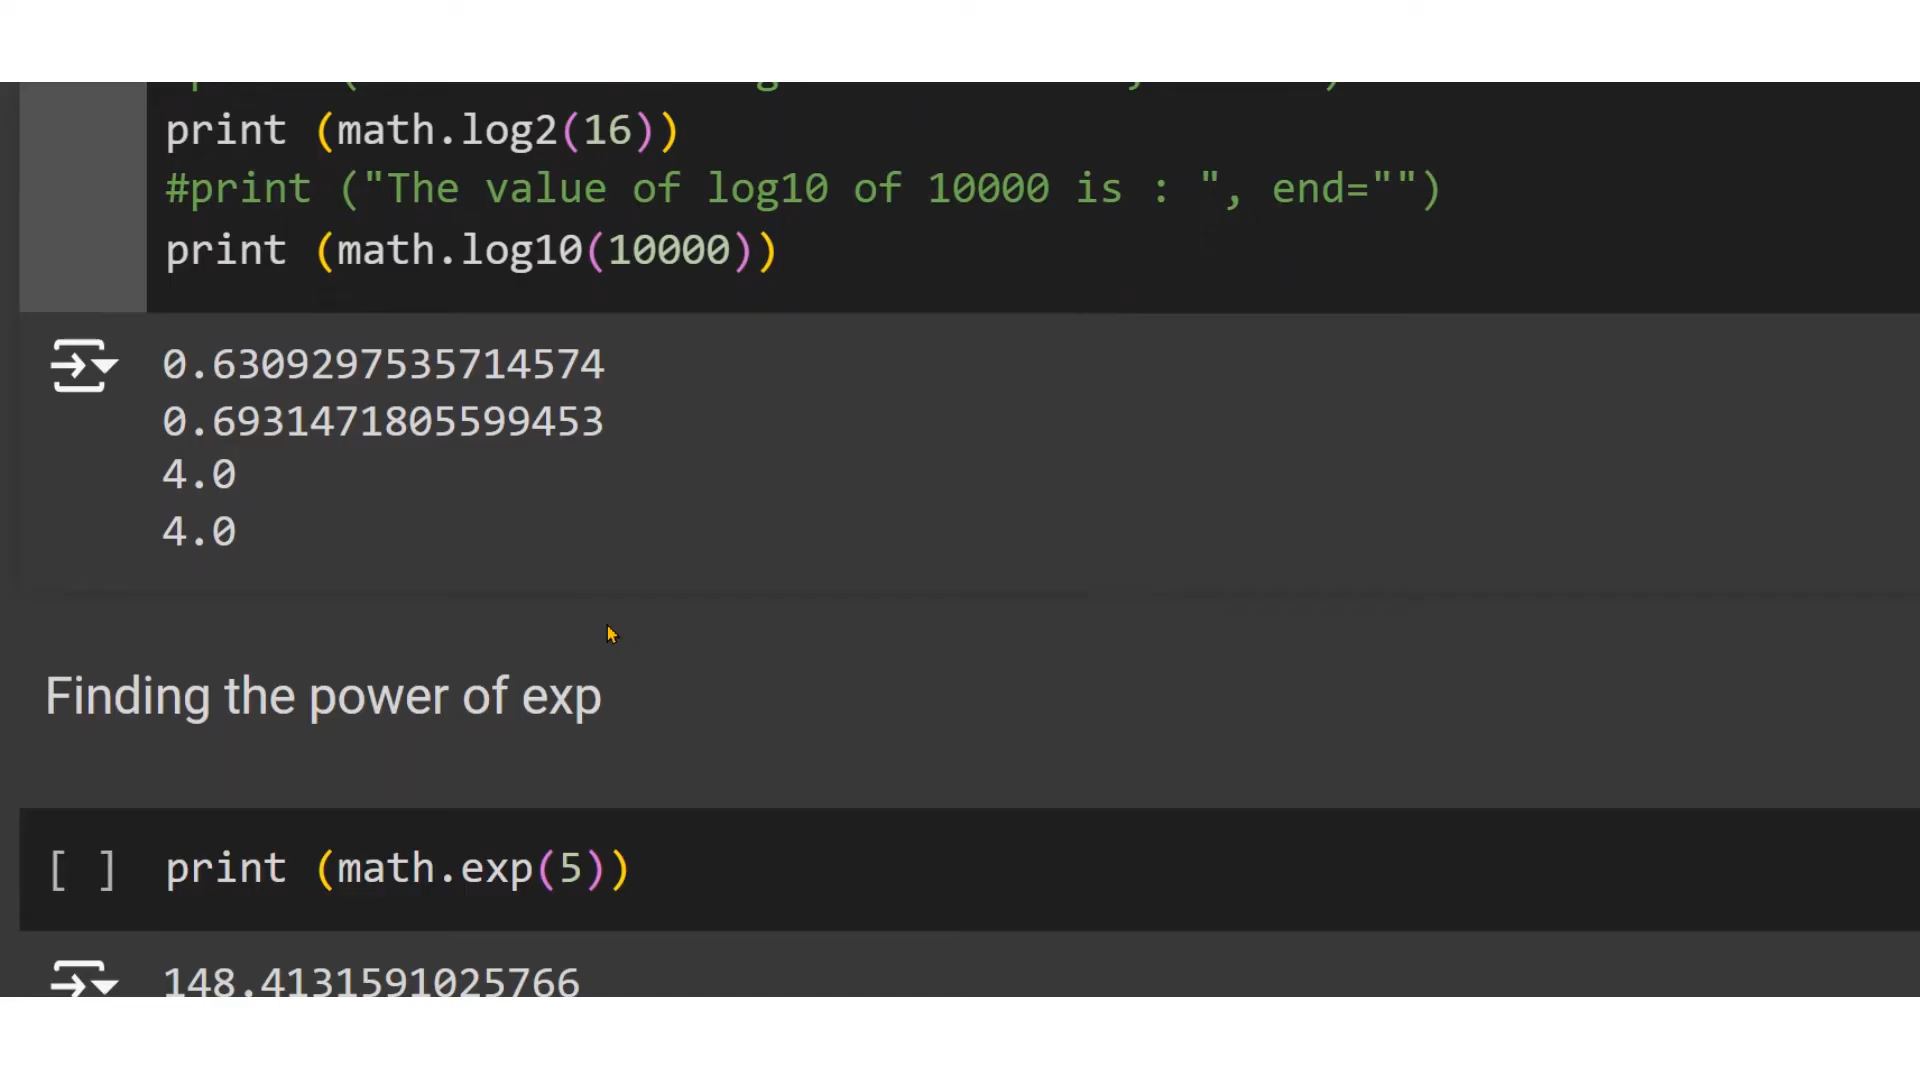 print (math.log2(16))
#print ("The value of log10 of 10000 is : ", end="")
print (math.log10(10000))
0.6309297535714574
0.6931471805599453
4.0
4.0
Finding the power of exp
[ ] print (math.exp(5))
148.4131591025766